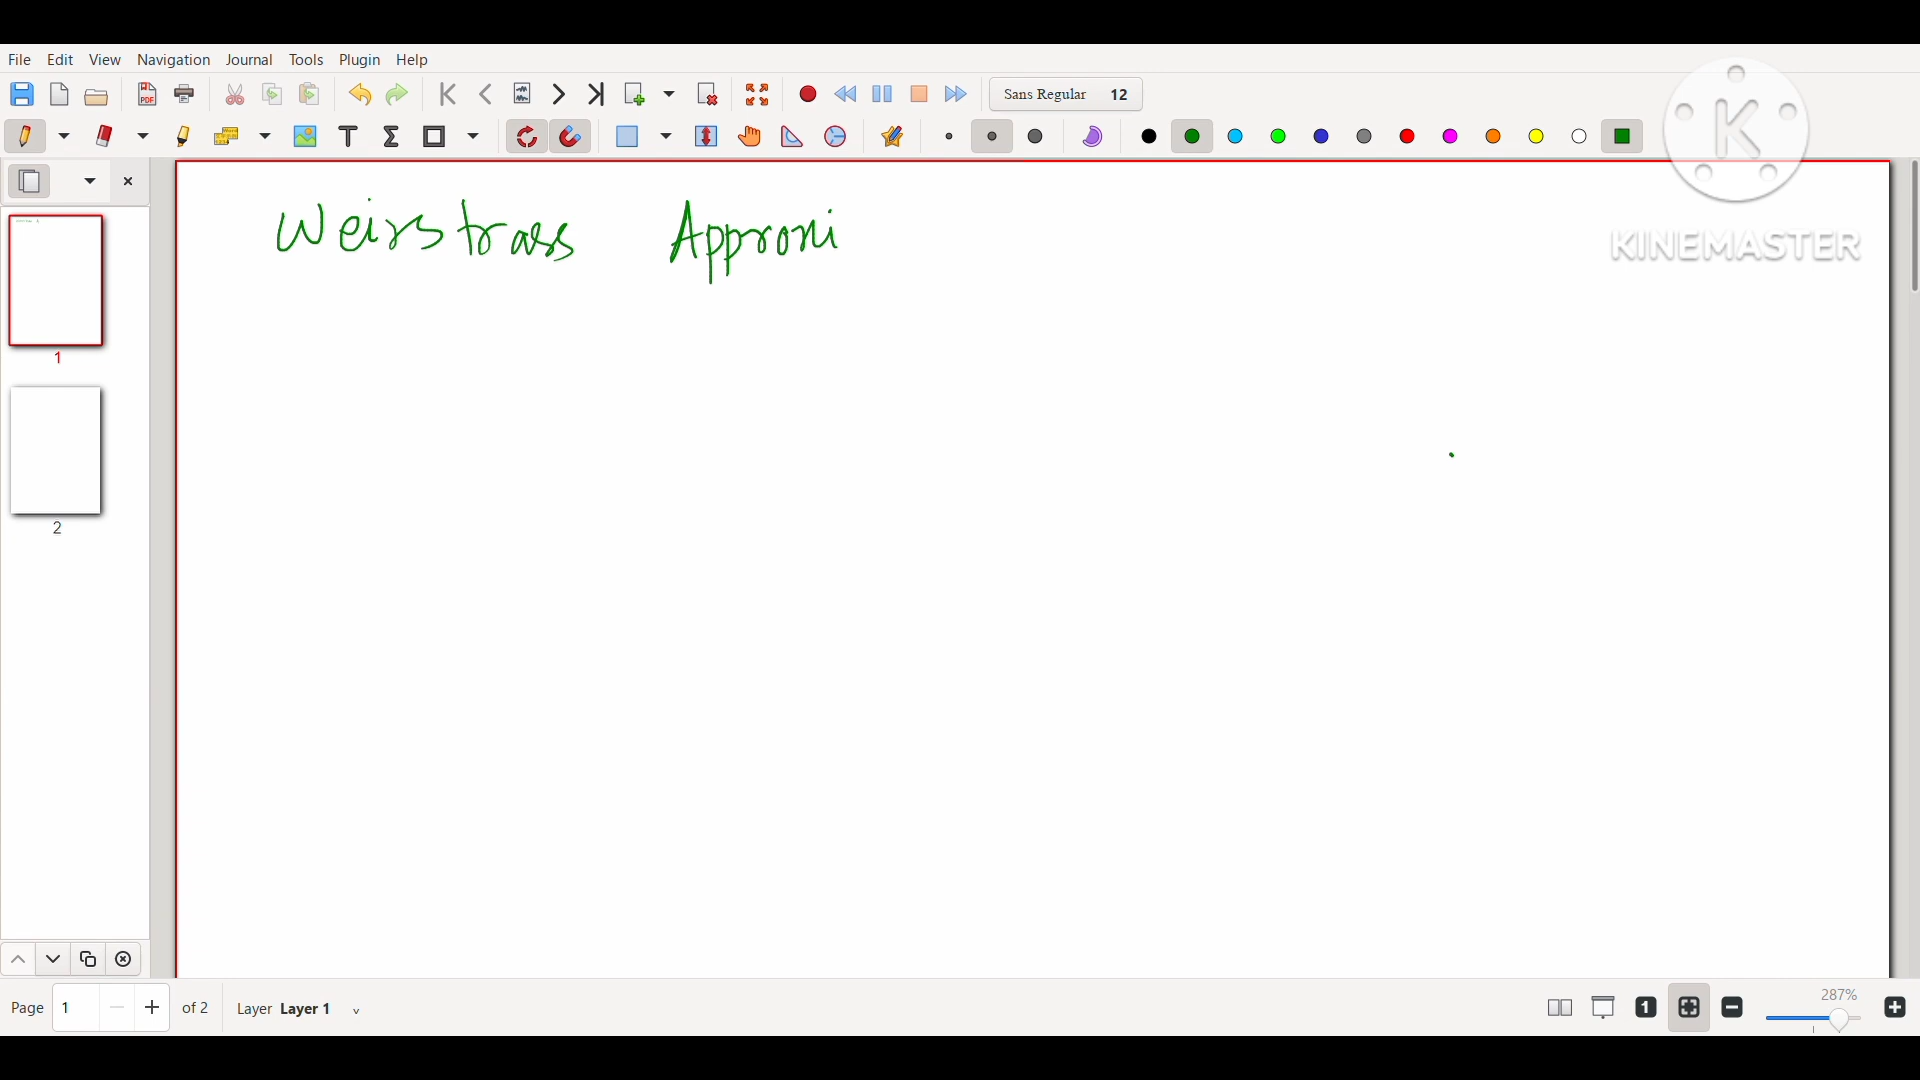 File Edit View Navigation Journal Tools Plugin Help
Sans Regular 12
K
KINEMASTER
Weirstrass Approni
1
2
Page 1 of 2 Layer Layer 1
287%